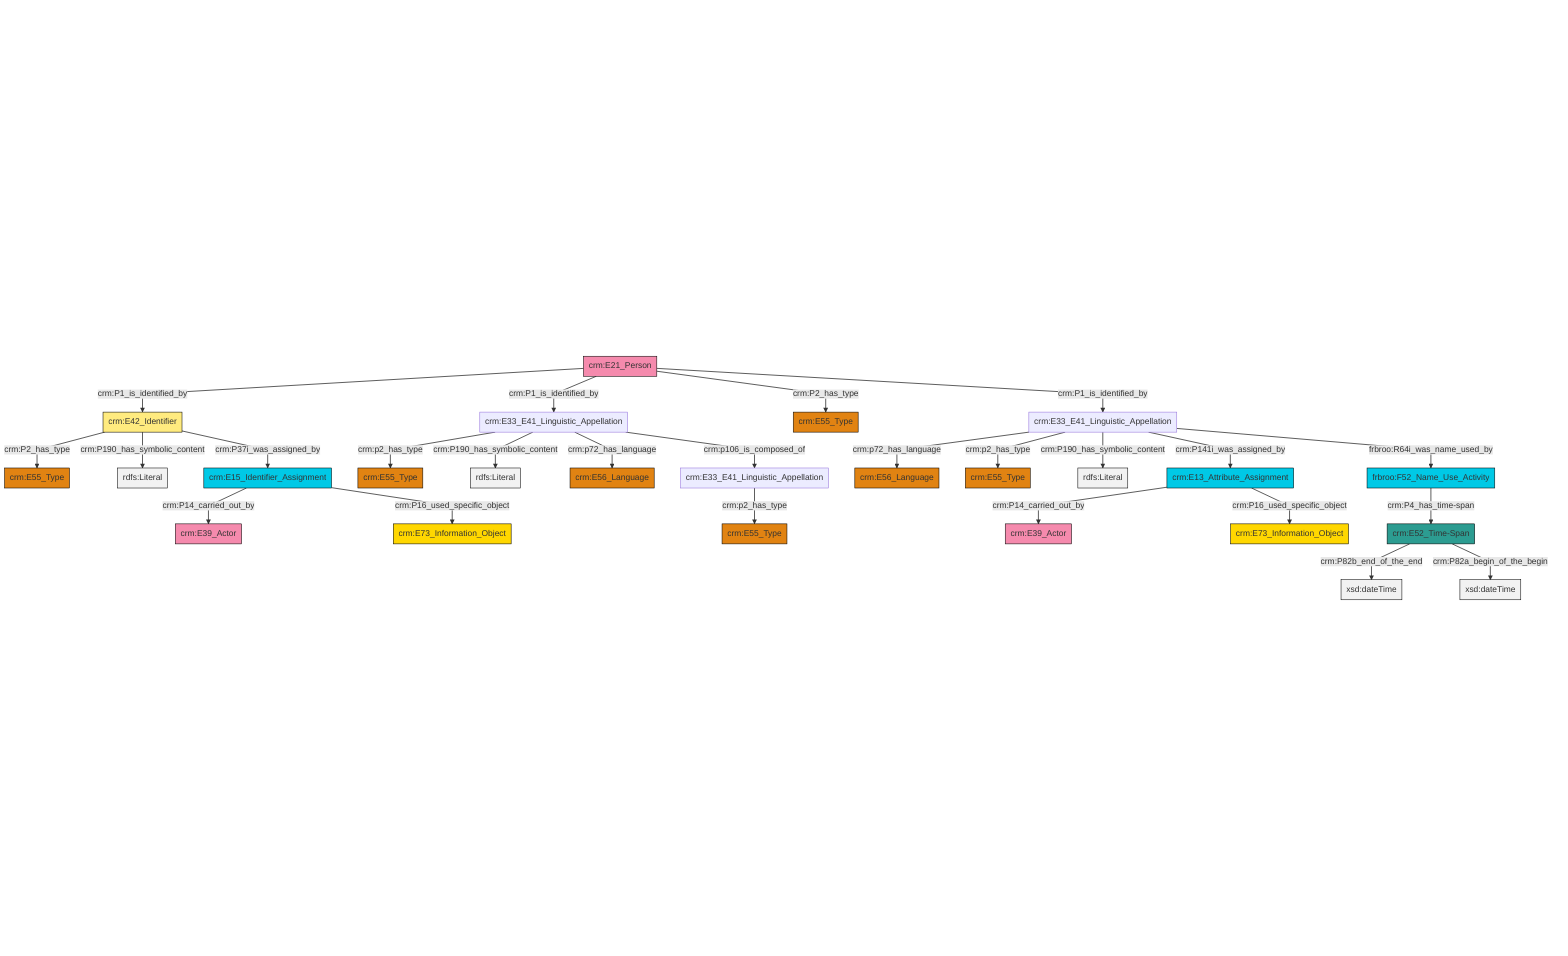 crm:E21_Person
crm:P1_is_identified_by
crm:P1_is_identified_by
crm:P2_has_type
crm:P1_is_identified_by
crm:E42_Identifier
crm:E33_E41_Linguistic_Appellation
crm:E55_Type
crm:E33_E41_Linguistic_Appellation
crm:P2_has_type
crm:P190_has_symbolic_content
crm:P37i_was_assigned_by
crm:p2_has_type
crm:P190_has_symbolic_content
crm:p72_has_language
crm:p106_is_composed_of
crm:p72_has_language
crm:p2_has_type
crm:P190_has_symbolic_content
crm:P141i_was_assigned_by
frbroo:R64i_was_name_used_by
crm:E55_Type
rdfs:Literal
crm:E15_Identifier_Assignment
crm:E55_Type
rdfs:Literal
crm:E56_Language
crm:E33_E41_Linguistic_Appellation
crm:E56_Language
crm:E55_Type
rdfs:Literal
crm:E13_Attribute_Assignment
frbroo:F52_Name_Use_Activity
crm:P14_carried_out_by
crm:P16_used_specific_object
crm:p2_has_type
crm:P14_carried_out_by
crm:P16_used_specific_object
crm:P4_has_time-span
crm:E39_Actor
crm:E73_Information_Object
crm:E55_Type
crm:E39_Actor
crm:E73_Information_Object
crm:E52_Time-Span
crm:P82b_end_of_the_end
crm:P82a_begin_of_the_begin
xsd:dateTime
xsd:dateTime